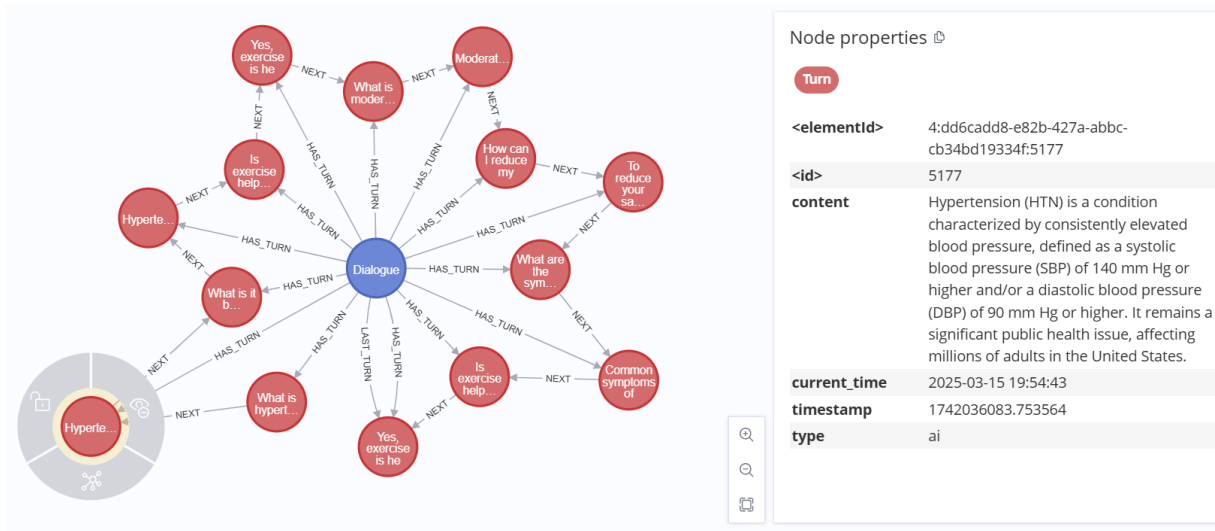 Yes,
exercise
is he
NEXT
What is
moder...
NEXT
Moderat...
NEXT
NEXT
HAS_TURN
HAS_TURN
HAS_TURN
How can
I reduce
my
NEXT
To
reduce
your
sa...
Is
exercise
help...
HAS_TURN
HAS_TURN
NEXT
Hyperte...
NEXT
HAS_TURN
HAS_TURN
NEXT
What is it
b...
HAS_TURN
Dialogue
HAS_TURN
What are
the
sym...
NEXT
HAS_TURN
HAS_TURN
LAST_TURN
HAS_TURN
HAS_TURN
HAS_TURN
NEXT
NEXT
Hyperte...
NEXT
What is
hypert...
Is
exercise
help...
NEXT
Common
symptoms
of
NEXT
Yes,
exercise
is he
Node properties
Turn
<elementId> 4:dd6cadd8-e82b-427a-abbc-
cb34bd19334f:5177
<id> 5177
content Hypertension (HTN) is a condition
characterized by consistently elevated
blood pressure, defined as a systolic
blood pressure (SBP) of 140 mm Hg or
higher and/or a diastolic blood pressure
(DBP) of 90 mm Hg or higher. It remains a
significant public health issue, affecting
millions of adults in the United States.
current_time 2025-03-15 19:54:43
timestamp 1742036083.753564
type ai